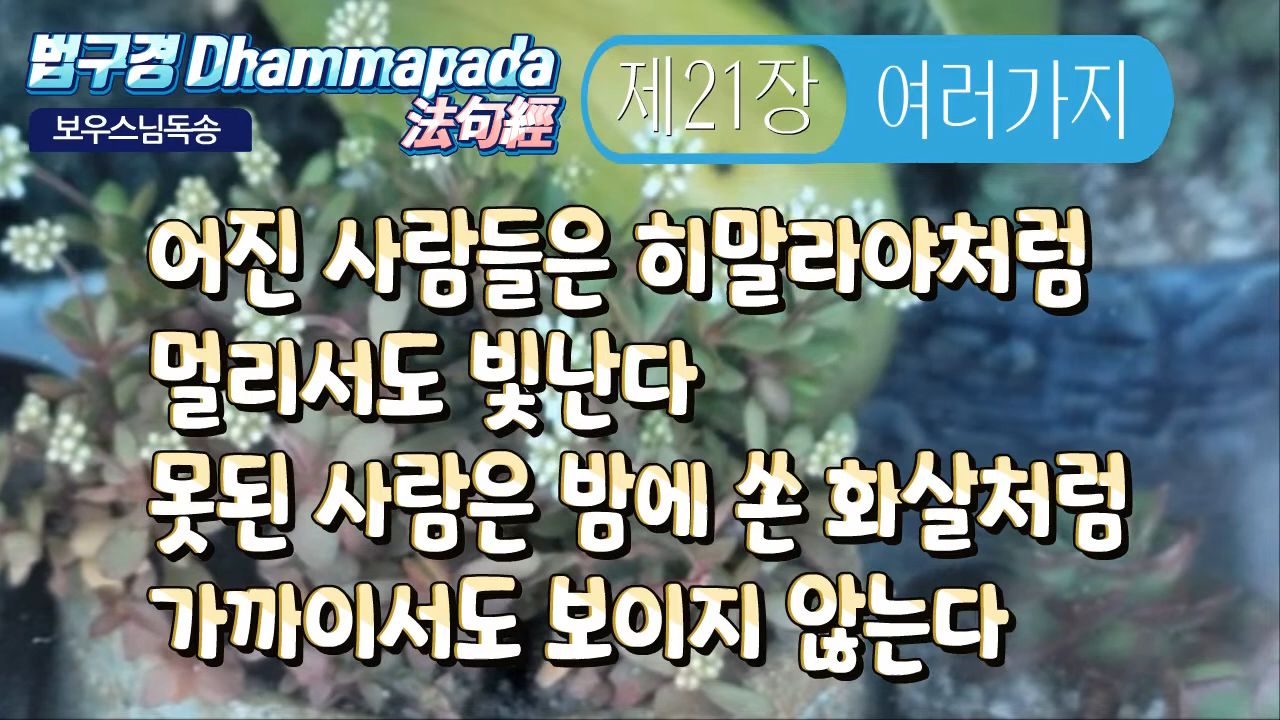 법구경 Dhammapada
法句經
보우스님독송
제21장 여러가지
어진 사람들은 히말라야처럼
멀리서도 빛난다
못된 사람은 밤에 쏜 화살처럼
가까이서도 보이지 않는다